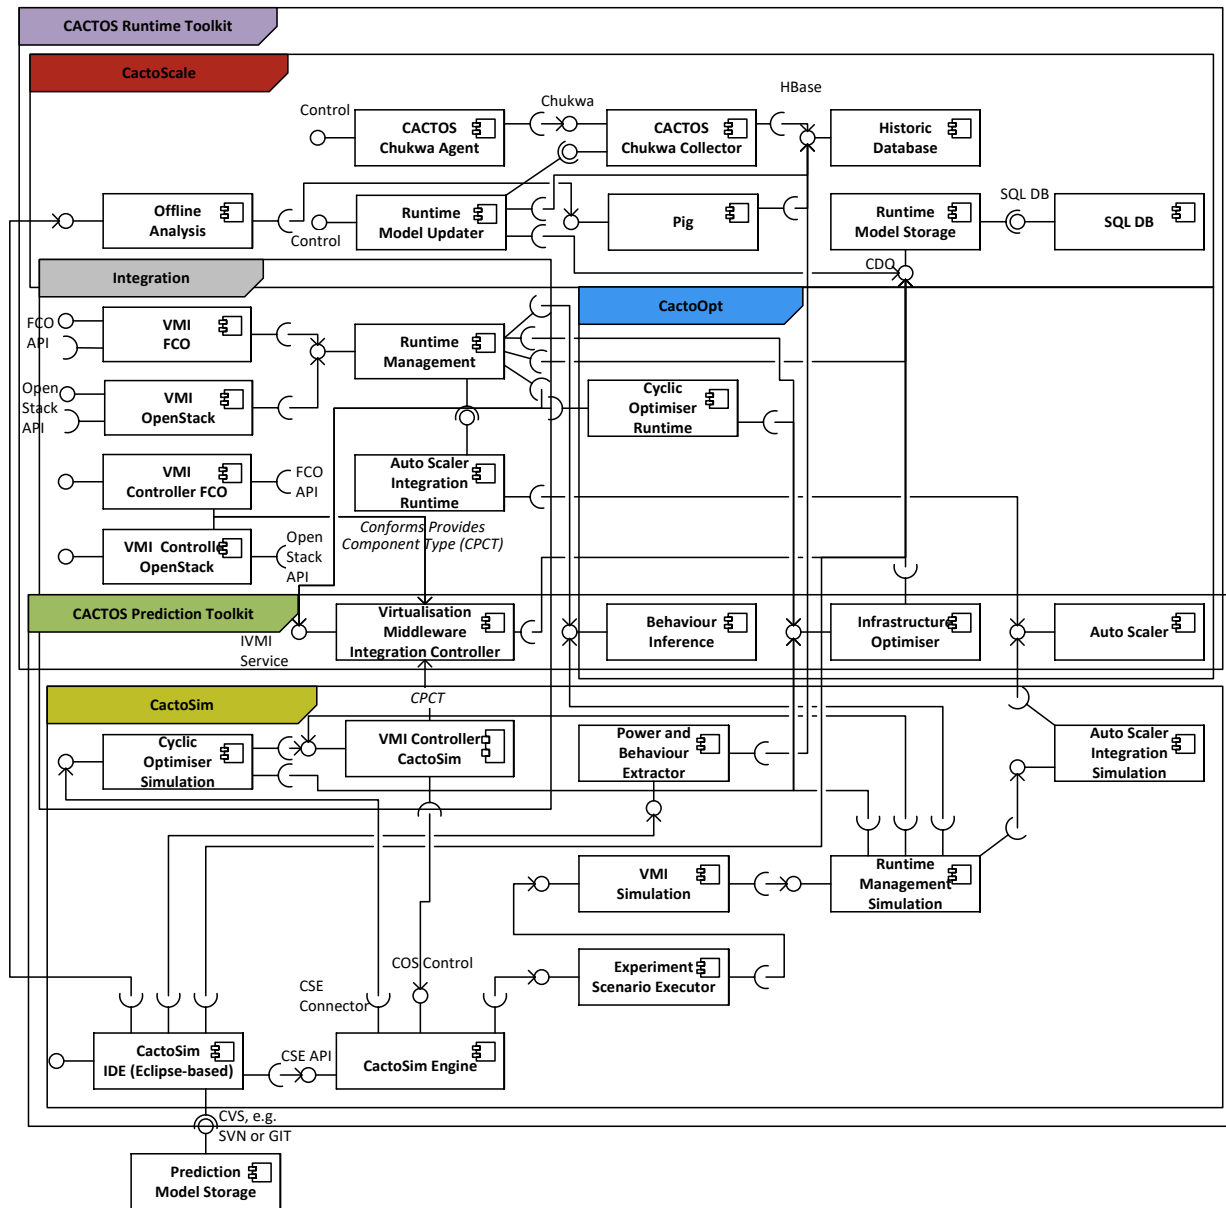 CACTOS Runtime Toolkit
CactoScale
Control
CACTOS
Chukwa Agent
Chukwa
CACTOS
Chukwa Collector
HBase
Historic
Database
Offline
Analysis
Control
Runtime
Model Updater
Pig
Runtime
Model Storage
SQL DB
SQL DB
CDO
Integration
CactoOpt
FCO
API
VMI
FCO
Runtime
Management
Open
Stack
API
VMI
OpenStack
Cyclic
Optimiser
Runtime
VMI
Controller FCO
FCO
API
Auto Scaler
Integration
Runtime
Conforms Provides
Component Type (CPCT)
VMI Controlle
OpenStack
Open
Stack
API
CACTOS Prediction Toolkit
IVMI
Service
Virtualisation
Middleware
Integration Controller
Behaviour
Inference
Infrastructure
Optimiser
Auto Scaler
CPCT
CactoSim
Cyclic
Optimiser
Simulation
VMI Controller
CactoSim
Power and
Behaviour
Extractor
Auto Scaler
Integration
Simulation
VMI
Simulation
Runtime
Management
Simulation
COS Control
CSE
Connector
Experiment
Scenario Executor
CactoSim
IDE (Eclipse-based)
CSE API
CactoSim Engine
CVS, e.g.
SVN or GIT
Prediction
Model Storage